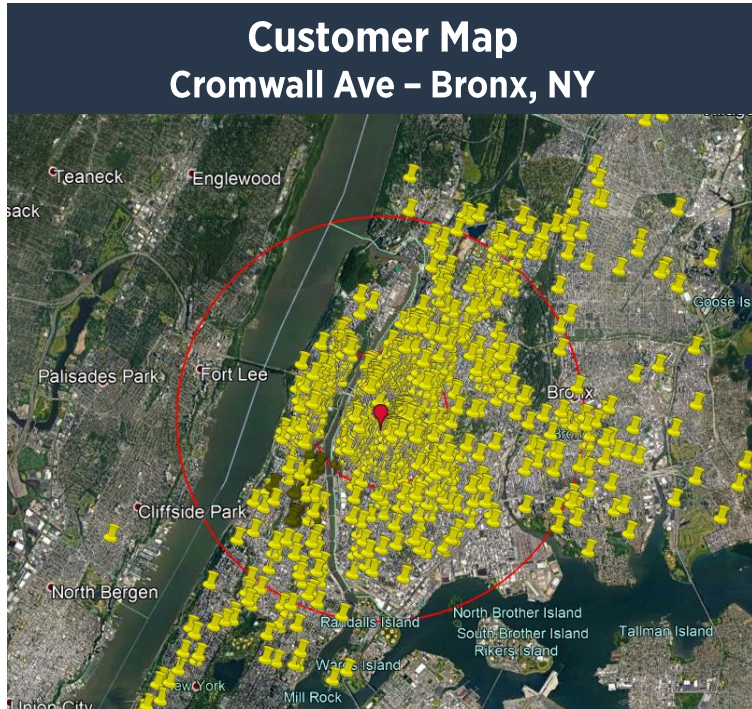 Customer Map
Cromwall Ave – Bronx, NY
Teaneck
Englewood
sack
Goose Is
Palisades Park
Fort Lee
Bronx
Cliffside Park
North Bergen
North Brother Island
Randalls Island
South Brother Island
Tallman Island
Rikers Island
Wards Island
New York
Mill Rock
Union City